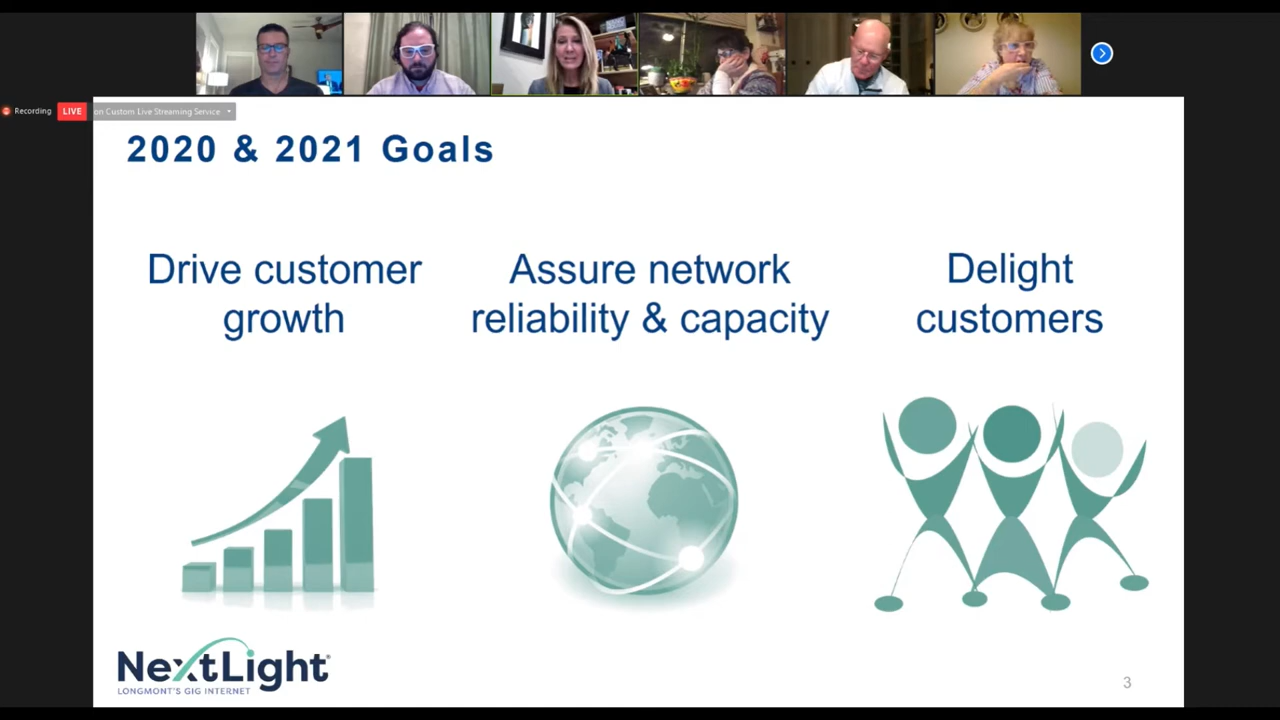 Recording
LIVE
on Custom Live Streaming Service
2020 & 2021 Goals
Drive customer
growth
Assure network
reliability & capacity
Delight
customers
NextLight®
LONGMONT'S GIG INTERNET
3